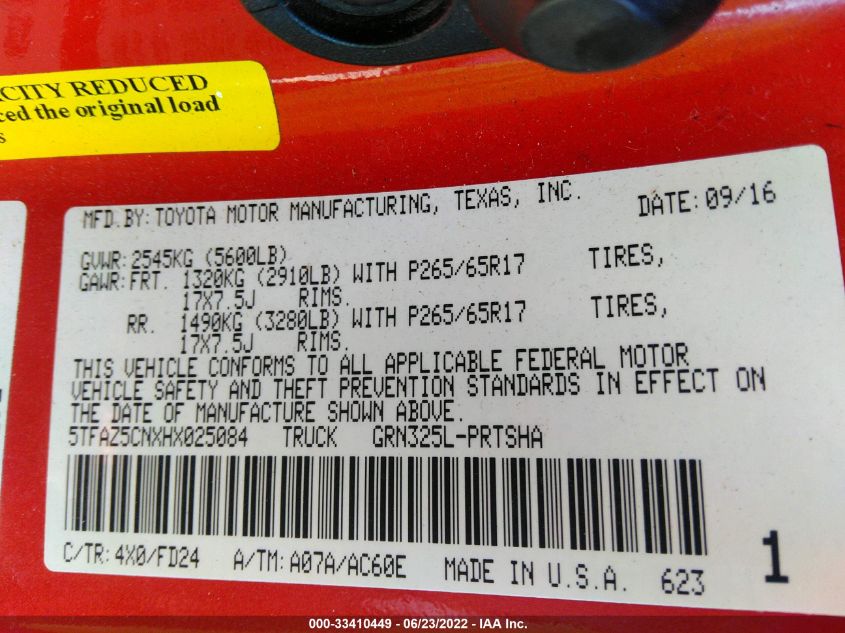 CITY REDUCED
ced the original load
s
MFD.BY: TOYOTA MOTOR MANUFACTURING, TEXAS, INC. DATE: 09/16
GVWR: 2545KG (5600LB)
GAWR: FRT. 1320KG (2910LB) WITH P265/65R17 TIRES,
17X7.5J RIMS.
RR. 1490KG (3280LB) WITH P265/65R17 TIRES,
17X7.5J RIMS.
THIS VEHICLE CONFORMS TO ALL APPLICABLE FEDERAL MOTOR
VEHICLE SAFETY AND THEFT PREVENTION STANDARDS IN EFFECT ON
THE DATE OF MANUFACTURE SHOWN ABOVE.
5TFAZ5CNXHX025084 TRUCK GRN325L-PRTSHA
C/TR: 4X0/FD24 A/TM: A07A/AC60E MADE IN U.S.A. 623 1
000-33410449 - 06/23/2022 - IAA Inc.